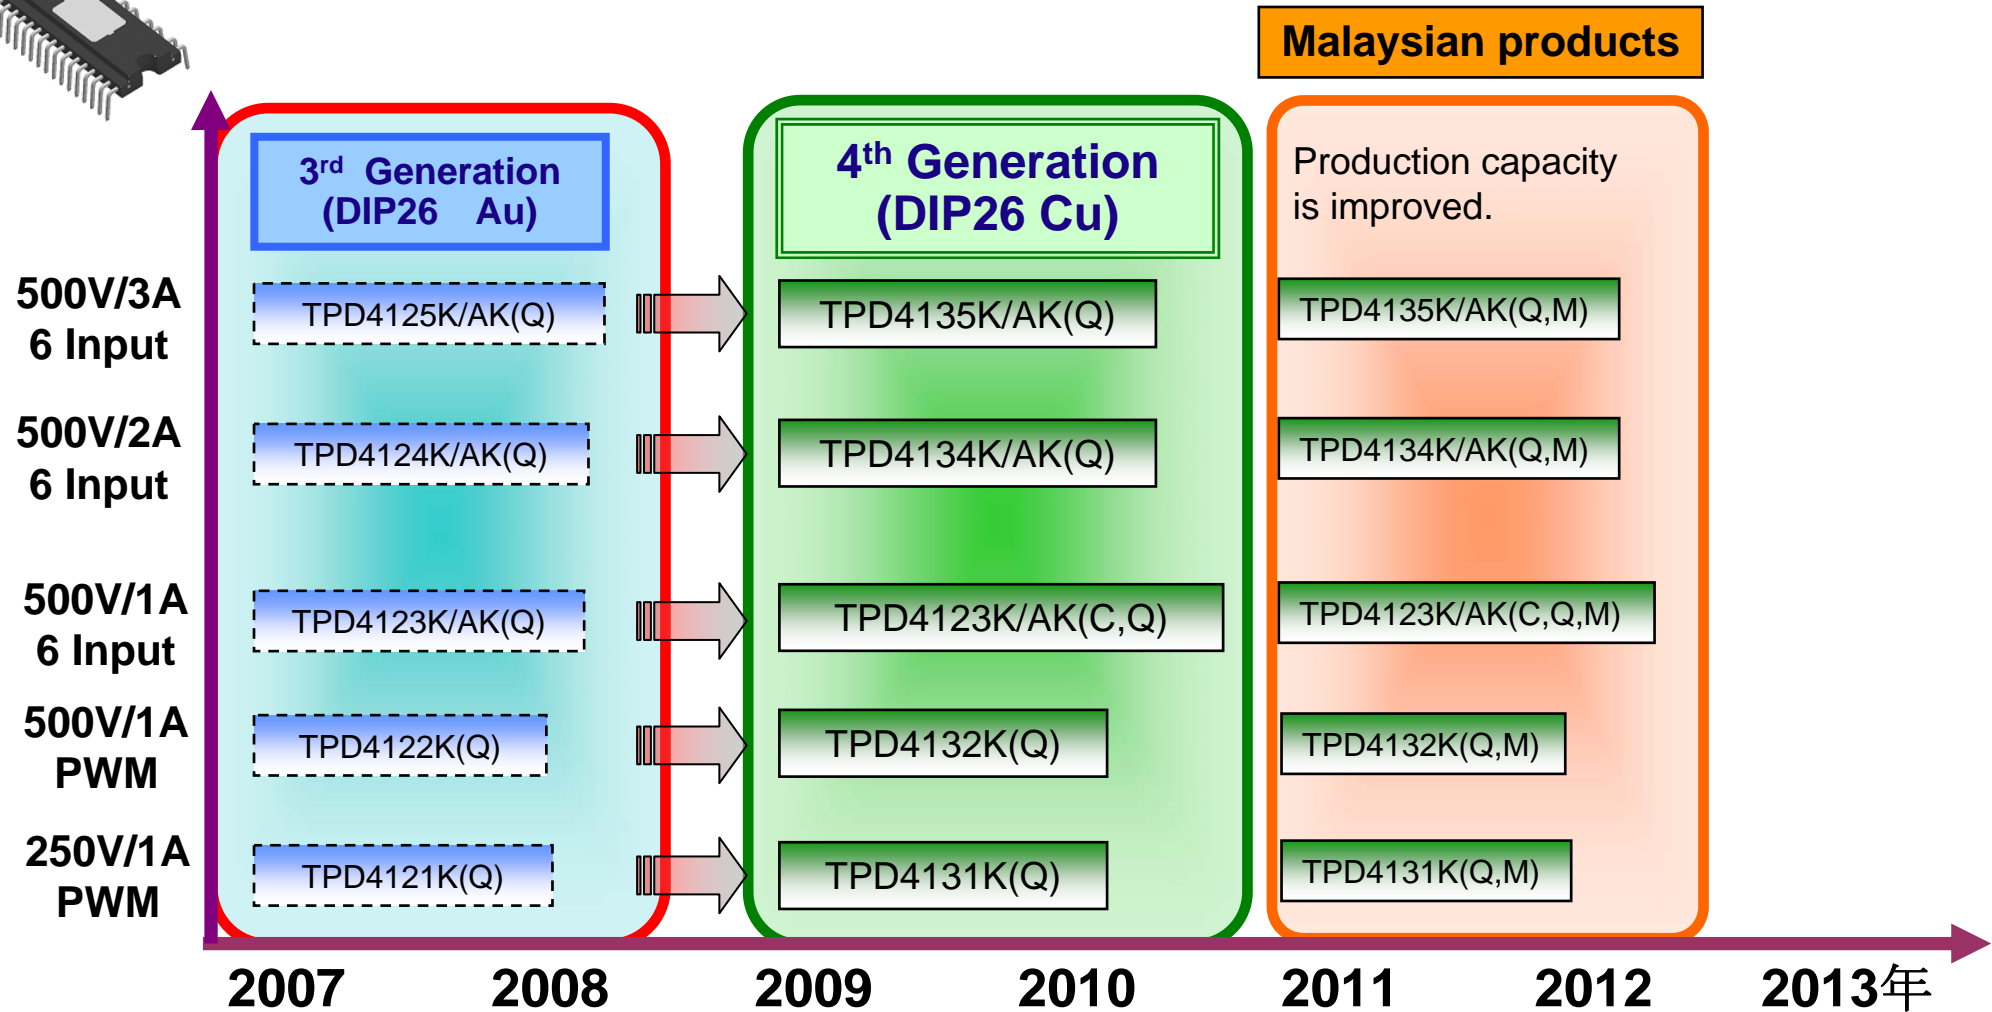 Malaysian products
3rd Generation
(DIP26 Au)
4th Generation
(DIP26 Cu)
Production capacity
is improved.
500V/3A
6 Input
TPD4125K/AK(Q)
TPD4135K/AK(Q)
TPD4135K/AK(Q,M)
500V/2A
6 Input
TPD4124K/AK(Q)
TPD4134K/AK(Q)
TPD4134K/AK(Q,M)
500V/1A
6 Input
TPD4123K/AK(Q)
TPD4123K/AK(C,Q)
TPD4123K/AK(C,Q,M)
500V/1A
PWM
TPD4122K(Q)
TPD4132K(Q)
TPD4132K(Q,M)
250V/1A
PWM
TPD4121K(Q)
TPD4131K(Q)
TPD4131K(Q,M)
2007 2008 2009 2010 2011 2012 2013年